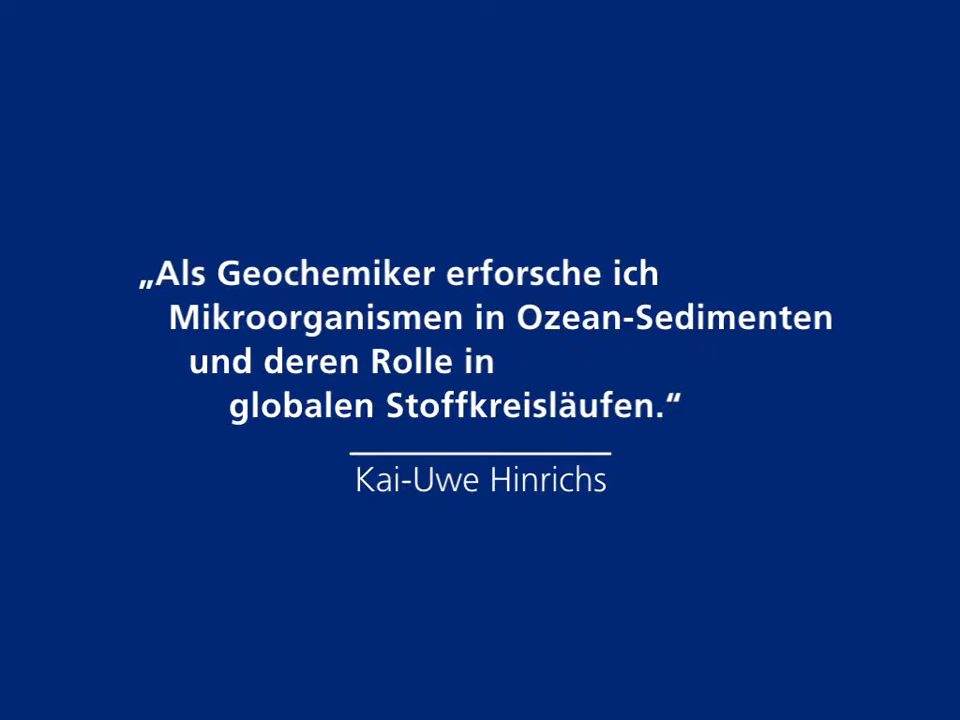 „Als Geochemiker erforsche ich
Mikroorganismen in Ozean-Sedimenten
und deren Rolle in
globalen Stoffkreisläufen.“
Kai-Uwe Hinrichs